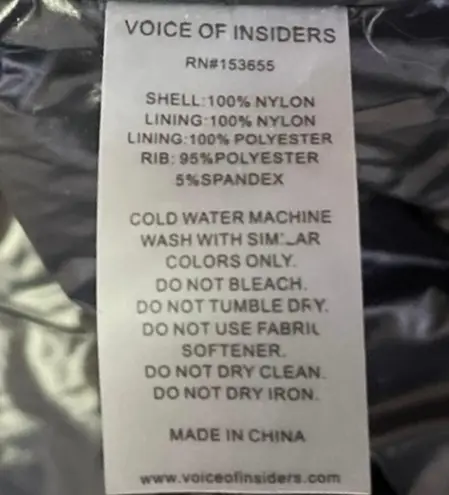 VOICE OF INSIDERS
RN#153655
SHELL:100% NYLON
LINING:100% NYLON
LINING:100% POLYESTER
RIB: 95%POLYESTER
5%SPANDEX
COLD WATER MACHINE
WASH WITH SIMILAR
COLORS ONLY.
DO NOT BLEACH.
DO NOT TUMBLE DRY.
DO NOT USE FABRIC
SOFTENER.
DO NOT DRY CLEAN.
DO NOT DRY IRON.
MADE IN CHINA
www.voiceofinsiders.com